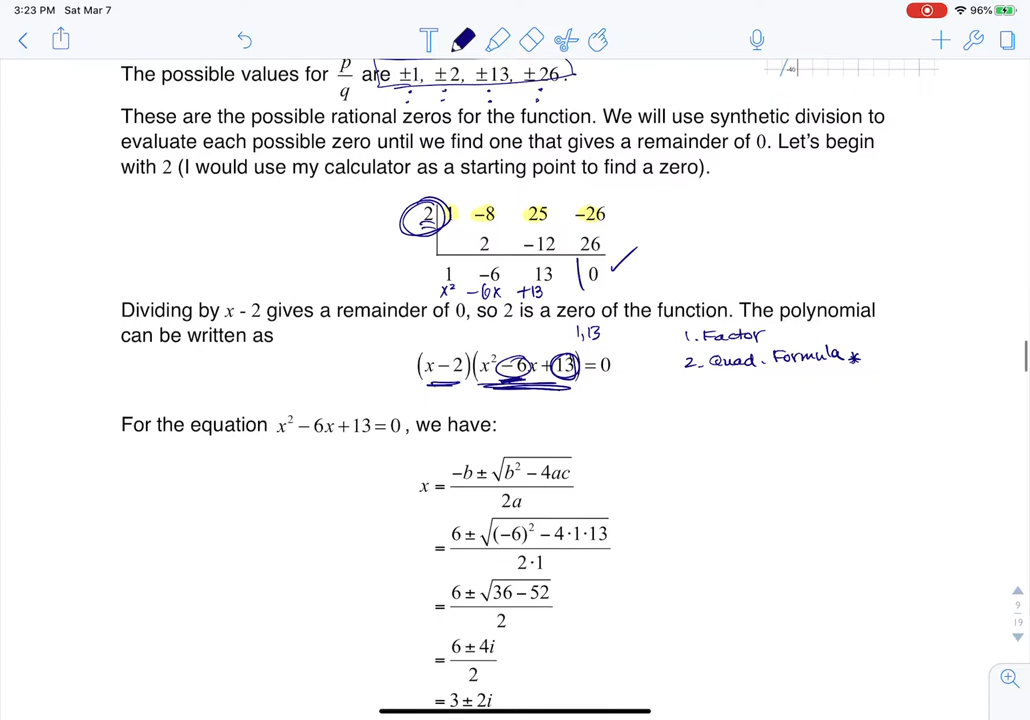 3:23 PM Sat Mar 7 96%
The possible values for p/q are ±1, ±2, ±13, ±26.
-40
These are the possible rational zeros for the function. We will use synthetic division to
evaluate each possible zero until we find one that gives a remainder of 0. Let's begin
with 2 (I would use my calculator as a starting point to find a zero).
2 1 −8 25 −26
2 −12 26
1 −6 13 0 ✓
x² −6x +13
Dividing by x - 2 gives a remainder of 0, so 2 is a zero of the function. The polynomial
can be written as
1,13
1. Factor
2. Quad. Formula *
(x − 2)(x² − 6x + 13) = 0
For the equation x² − 6x + 13 = 0 , we have:
x = (−b ± √(b² − 4ac)) / 2a
= (6 ± √((−6)² − 4·1·13)) / 2·1
= (6 ± √(36 − 52)) / 2
= (6 ± 4i) / 2
= 3 ± 2i
9
19